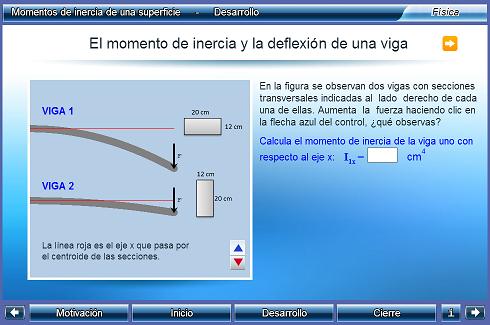 Momentos de inercia de una superficie - Desarrollo
Física
El momento de inercia y la deflexión de una viga
VIGA 1
20 cm
12 cm
F
VIGA 2
12 cm
20 cm
F
La línea roja es el eje x que pasa por
el centroide de las secciones.
En la figura se observan dos vigas con secciones
transversales indicadas al lado derecho de cada
una de ellas. Aumenta la fuerza haciendo clic en
la flecha azul del control, ¿qué observas?
Calcula el momento de inercia de la viga uno con
respecto al eje x: I1x = cm4
Motivación
Inicio
Desarrollo
Cierre
i